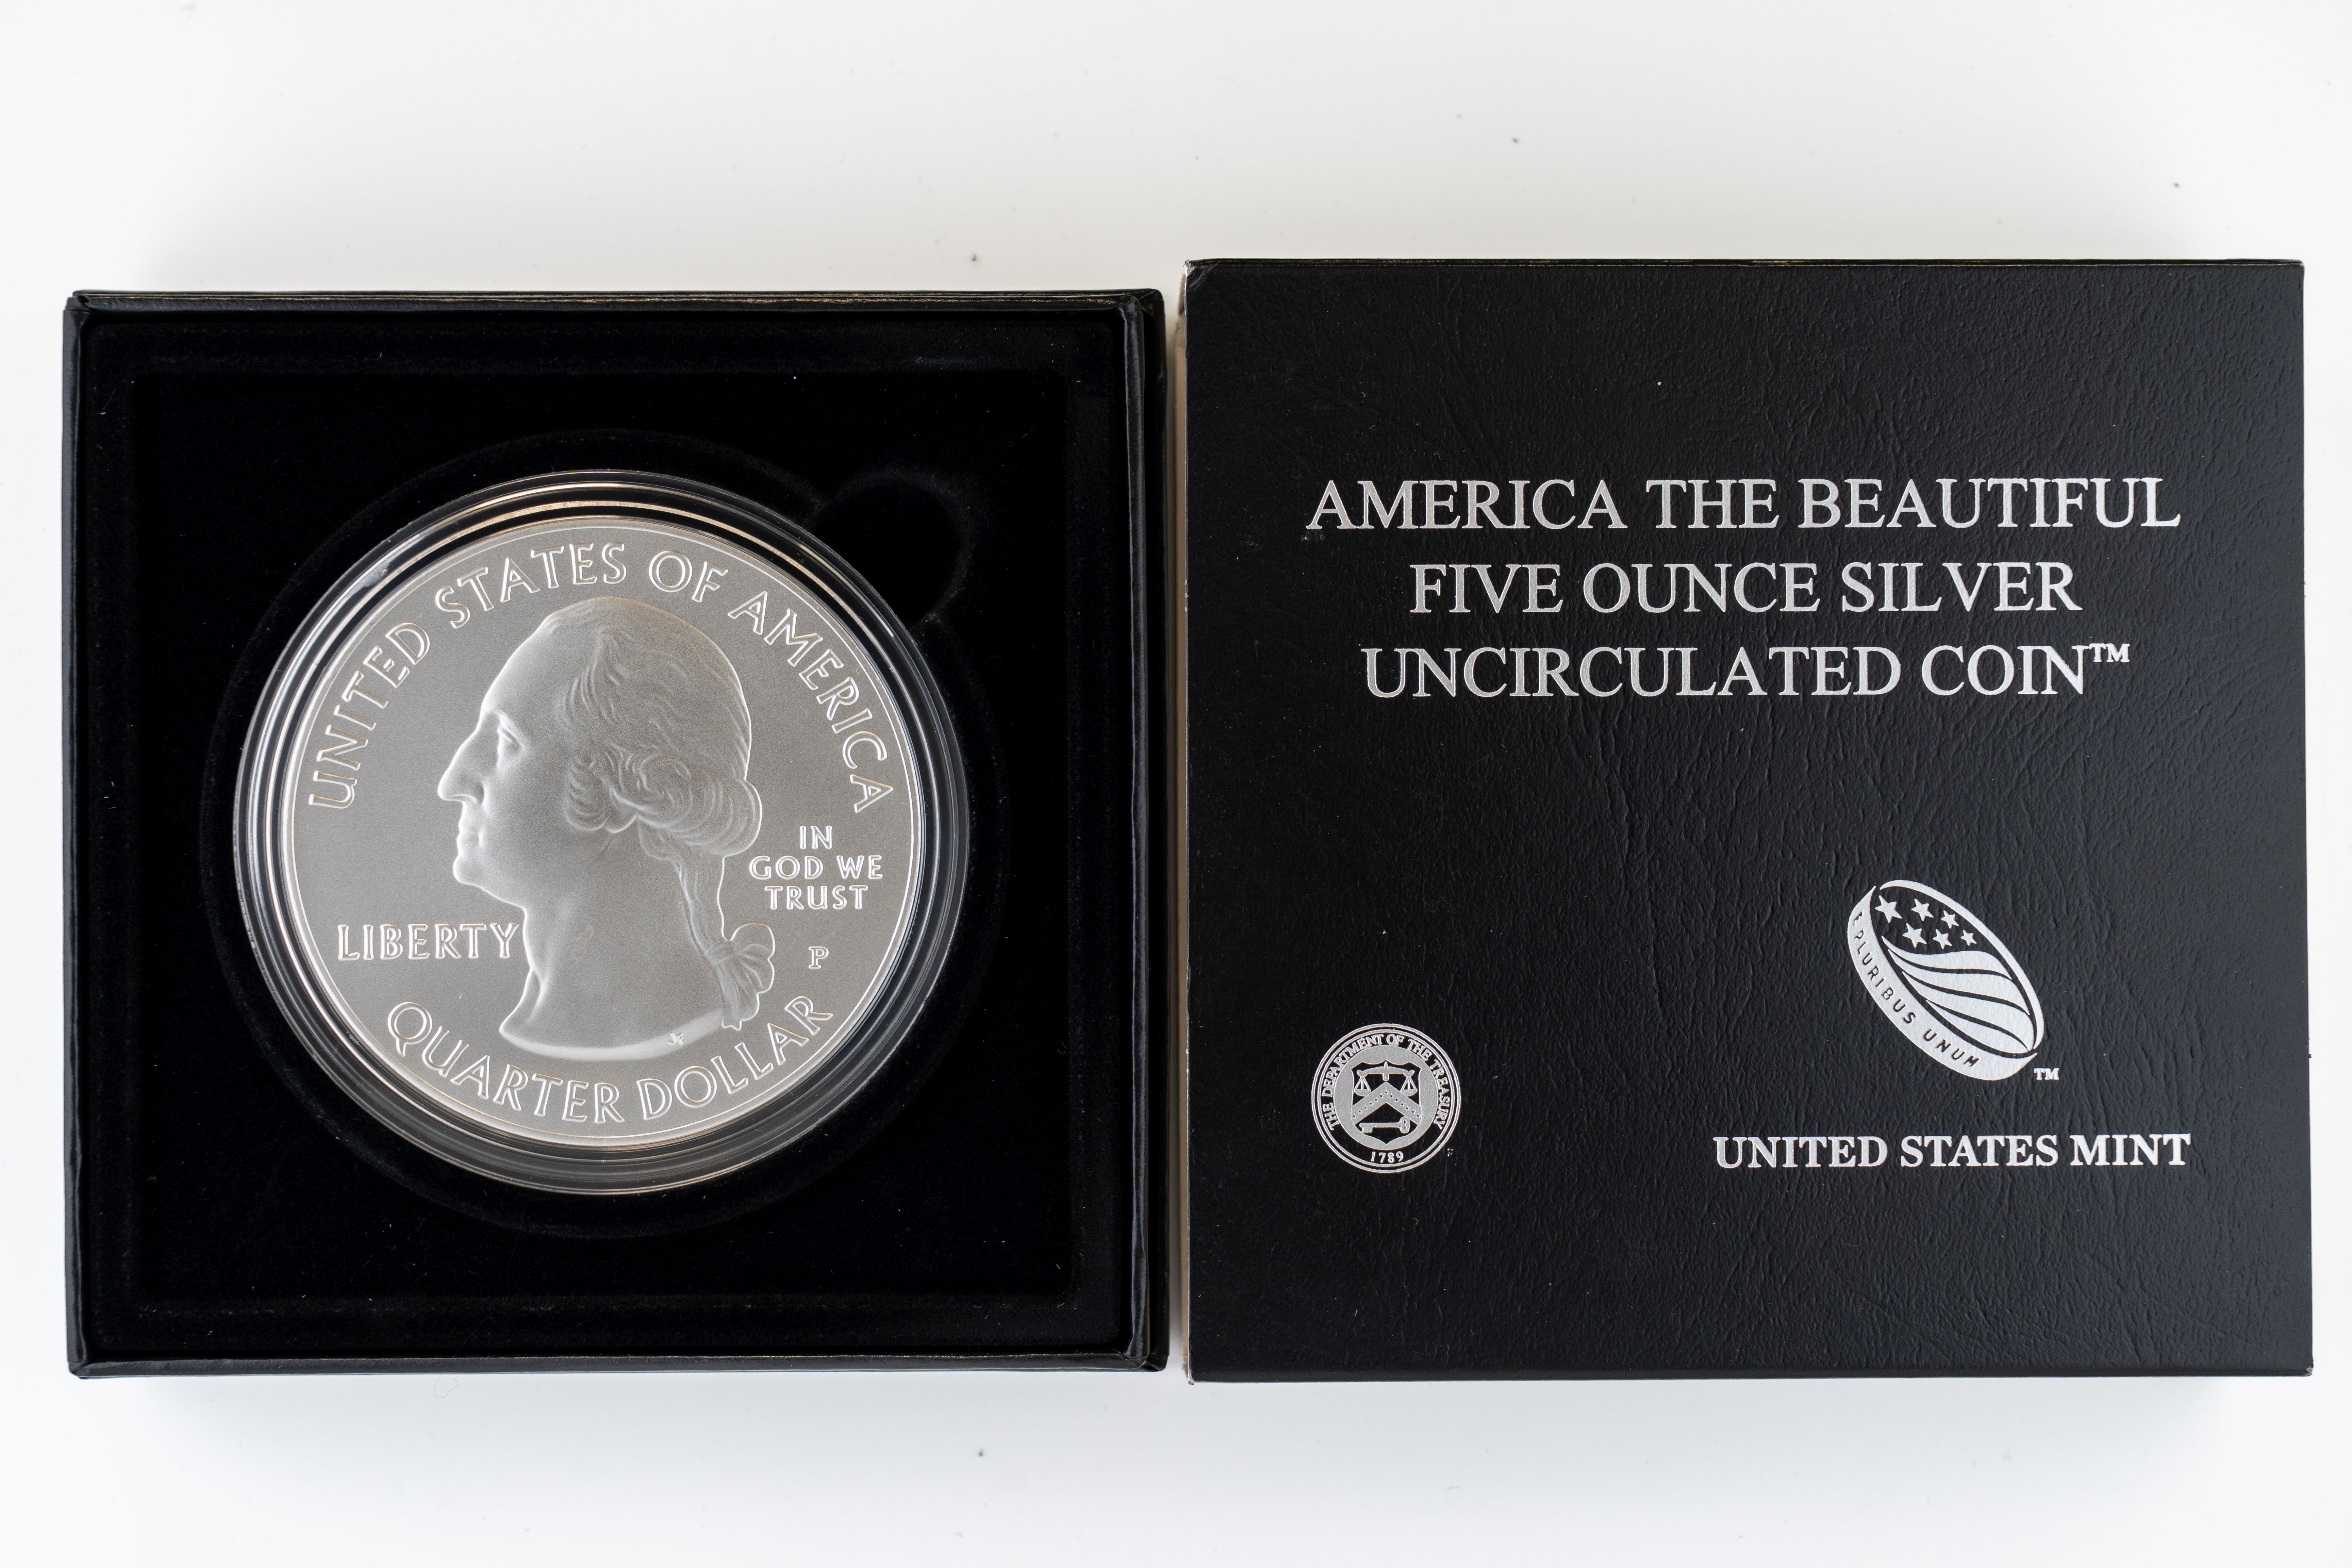 UNITED STATES OF AMERICA
IN
GOD WE
TRUST
LIBERTY
P
JF
QUARTER DOLLAR
AMERICA THE BEAUTIFUL
FIVE OUNCE SILVER
UNCIRCULATED COIN™
E PLURIBUS UNUM
TM
THE DEPARTMENT OF THE TREASURY
1789
UNITED STATES MINT